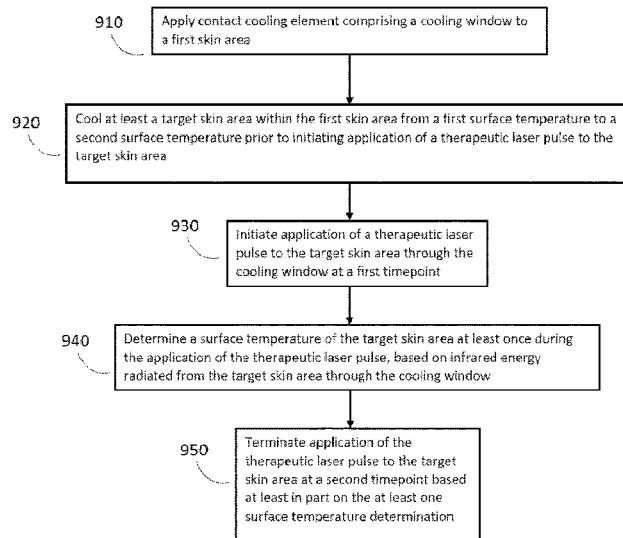 910
Apply contact cooling element comprising a cooling window to
a first skin area
920
Cool at least a target skin area within the first skin area from a first surface temperature to a
second surface temperature prior to initiating application of a therapeutic laser pulse to the
target skin area
930
Initiate application of a therapeutic laser
pulse to the target skin area through the
cooling window at a first timepoint
940
Determine a surface temperature of the target skin area at least once during
the application of the therapeutic laser pulse, based on infrared energy
radiated from the target skin area through the cooling window
950
Terminate application of the
therapeutic laser pulse to the target
skin area at a second timepoint based
at least in part on the at least one
surface temperature determination